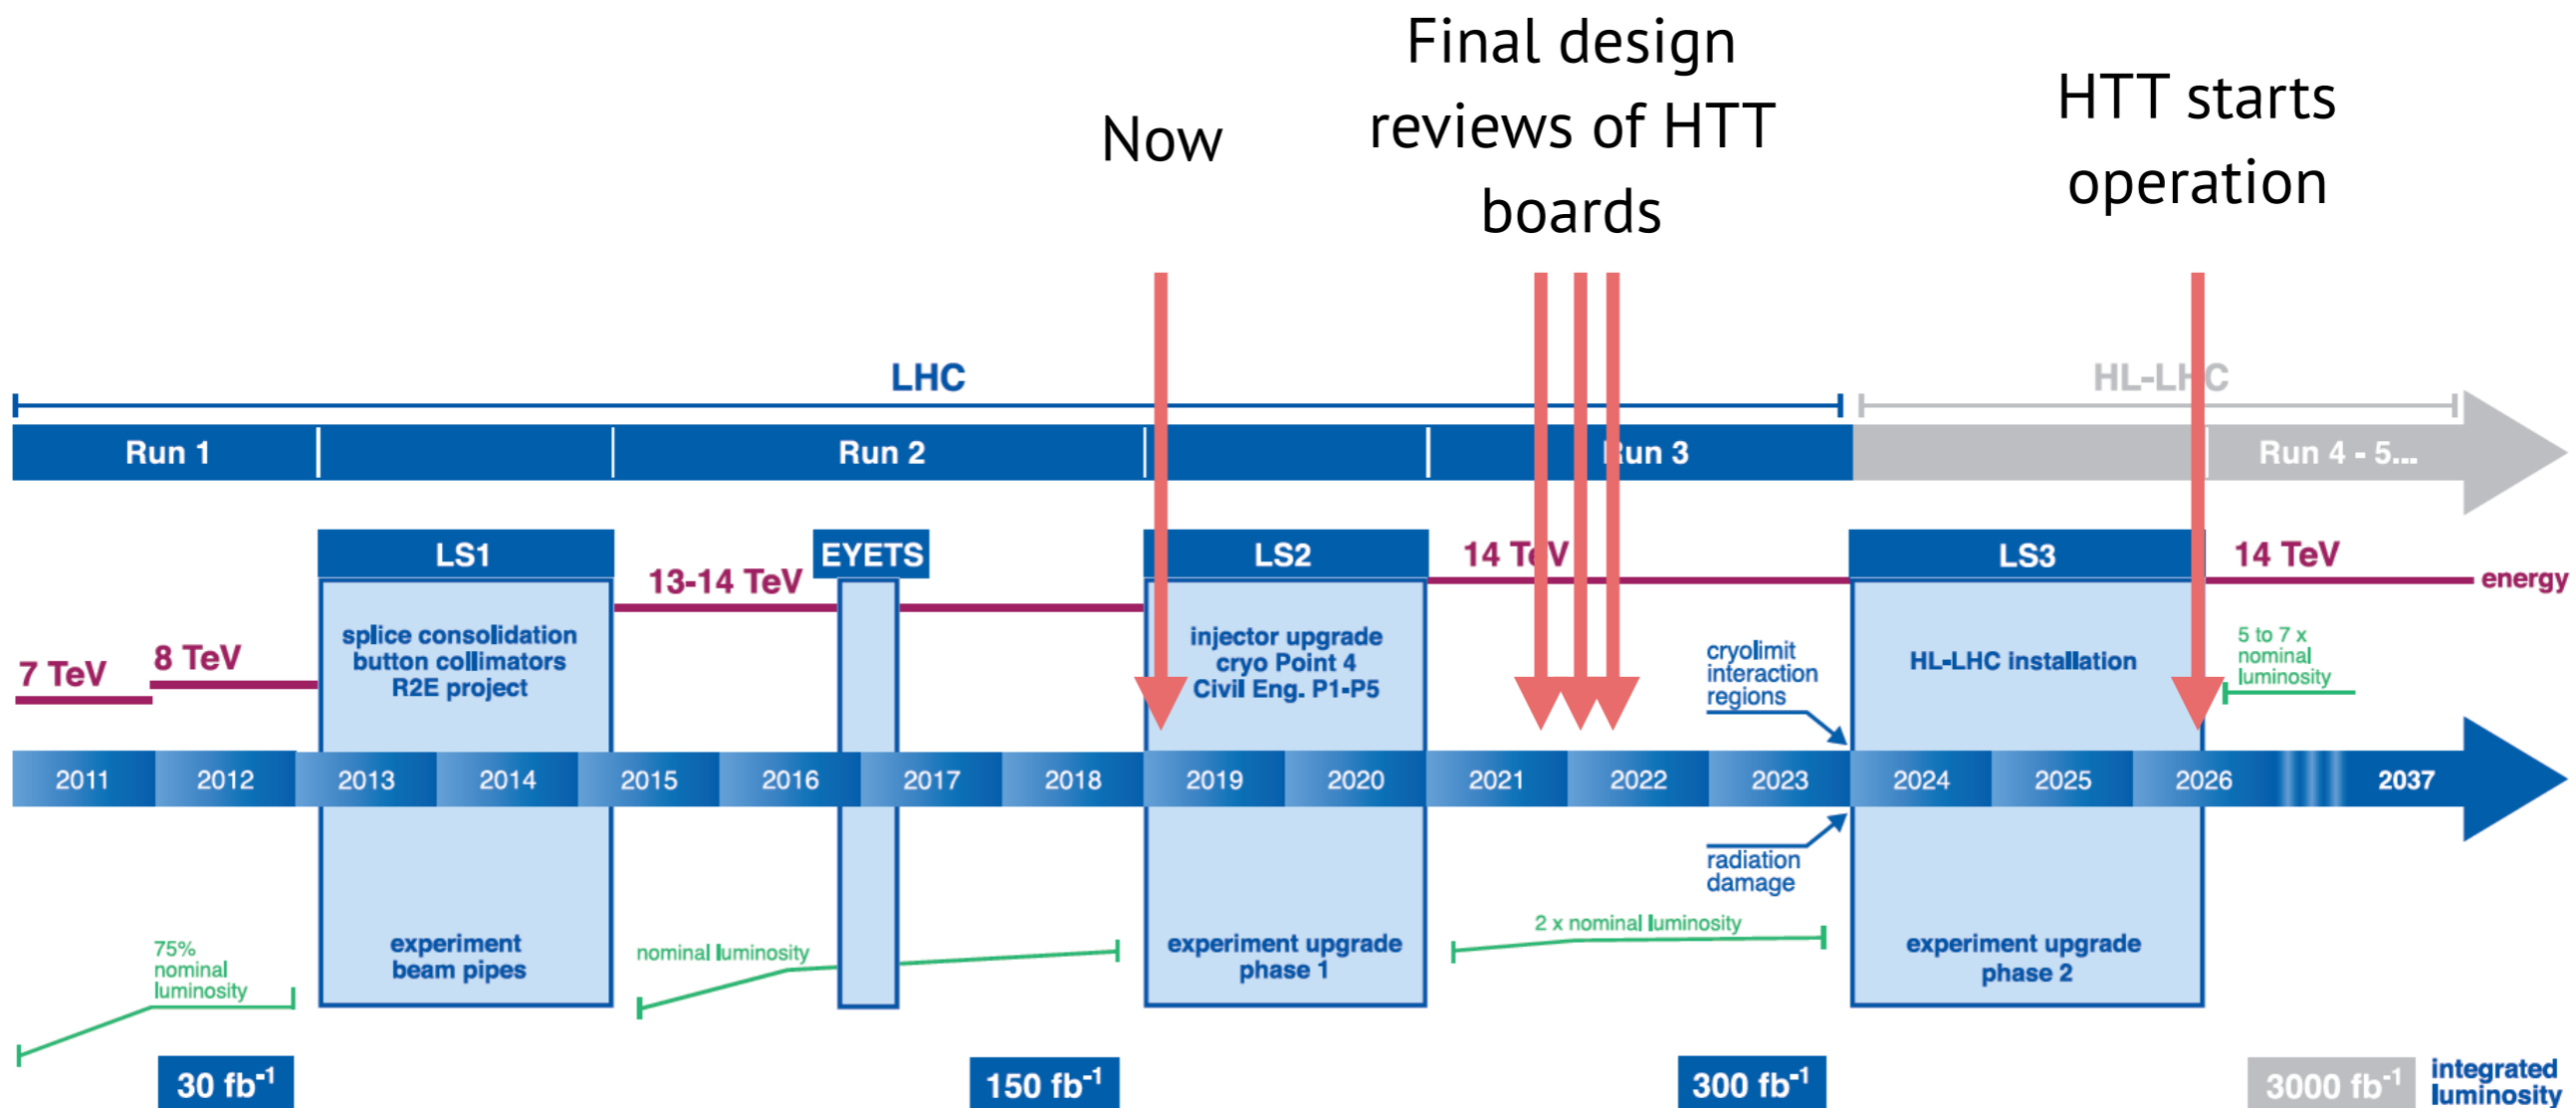 Final design
reviews of HTT
boards
Now
HTT starts
operation
LHC
HL-LHC
Run 1
Run 2
Run 3
Run 4 - 5...
LS1
EYETS
LS2
LS3
14 TeV
14 TeV
energy
13-14 TeV
7 TeV
8 TeV
splice consolidation
button collimators
R2E project
injector upgrade
cryo Point 4
Civil Eng. P1-P5
cryolimit
interaction
regions
HL-LHC installation
5 to 7 x
nominal
luminosity
2011
2012
2013
2014
2015
2016
2017
2018
2019
2020
2021
2022
2023
2024
2025
2026
2037
radiation
damage
75%
nominal
luminosity
experiment
beam pipes
nominal luminosity
experiment upgrade
phase 1
2 x nominal luminosity
experiment upgrade
phase 2
30 fb⁻¹
150 fb⁻¹
300 fb⁻¹
3000 fb⁻¹
integrated
luminosity